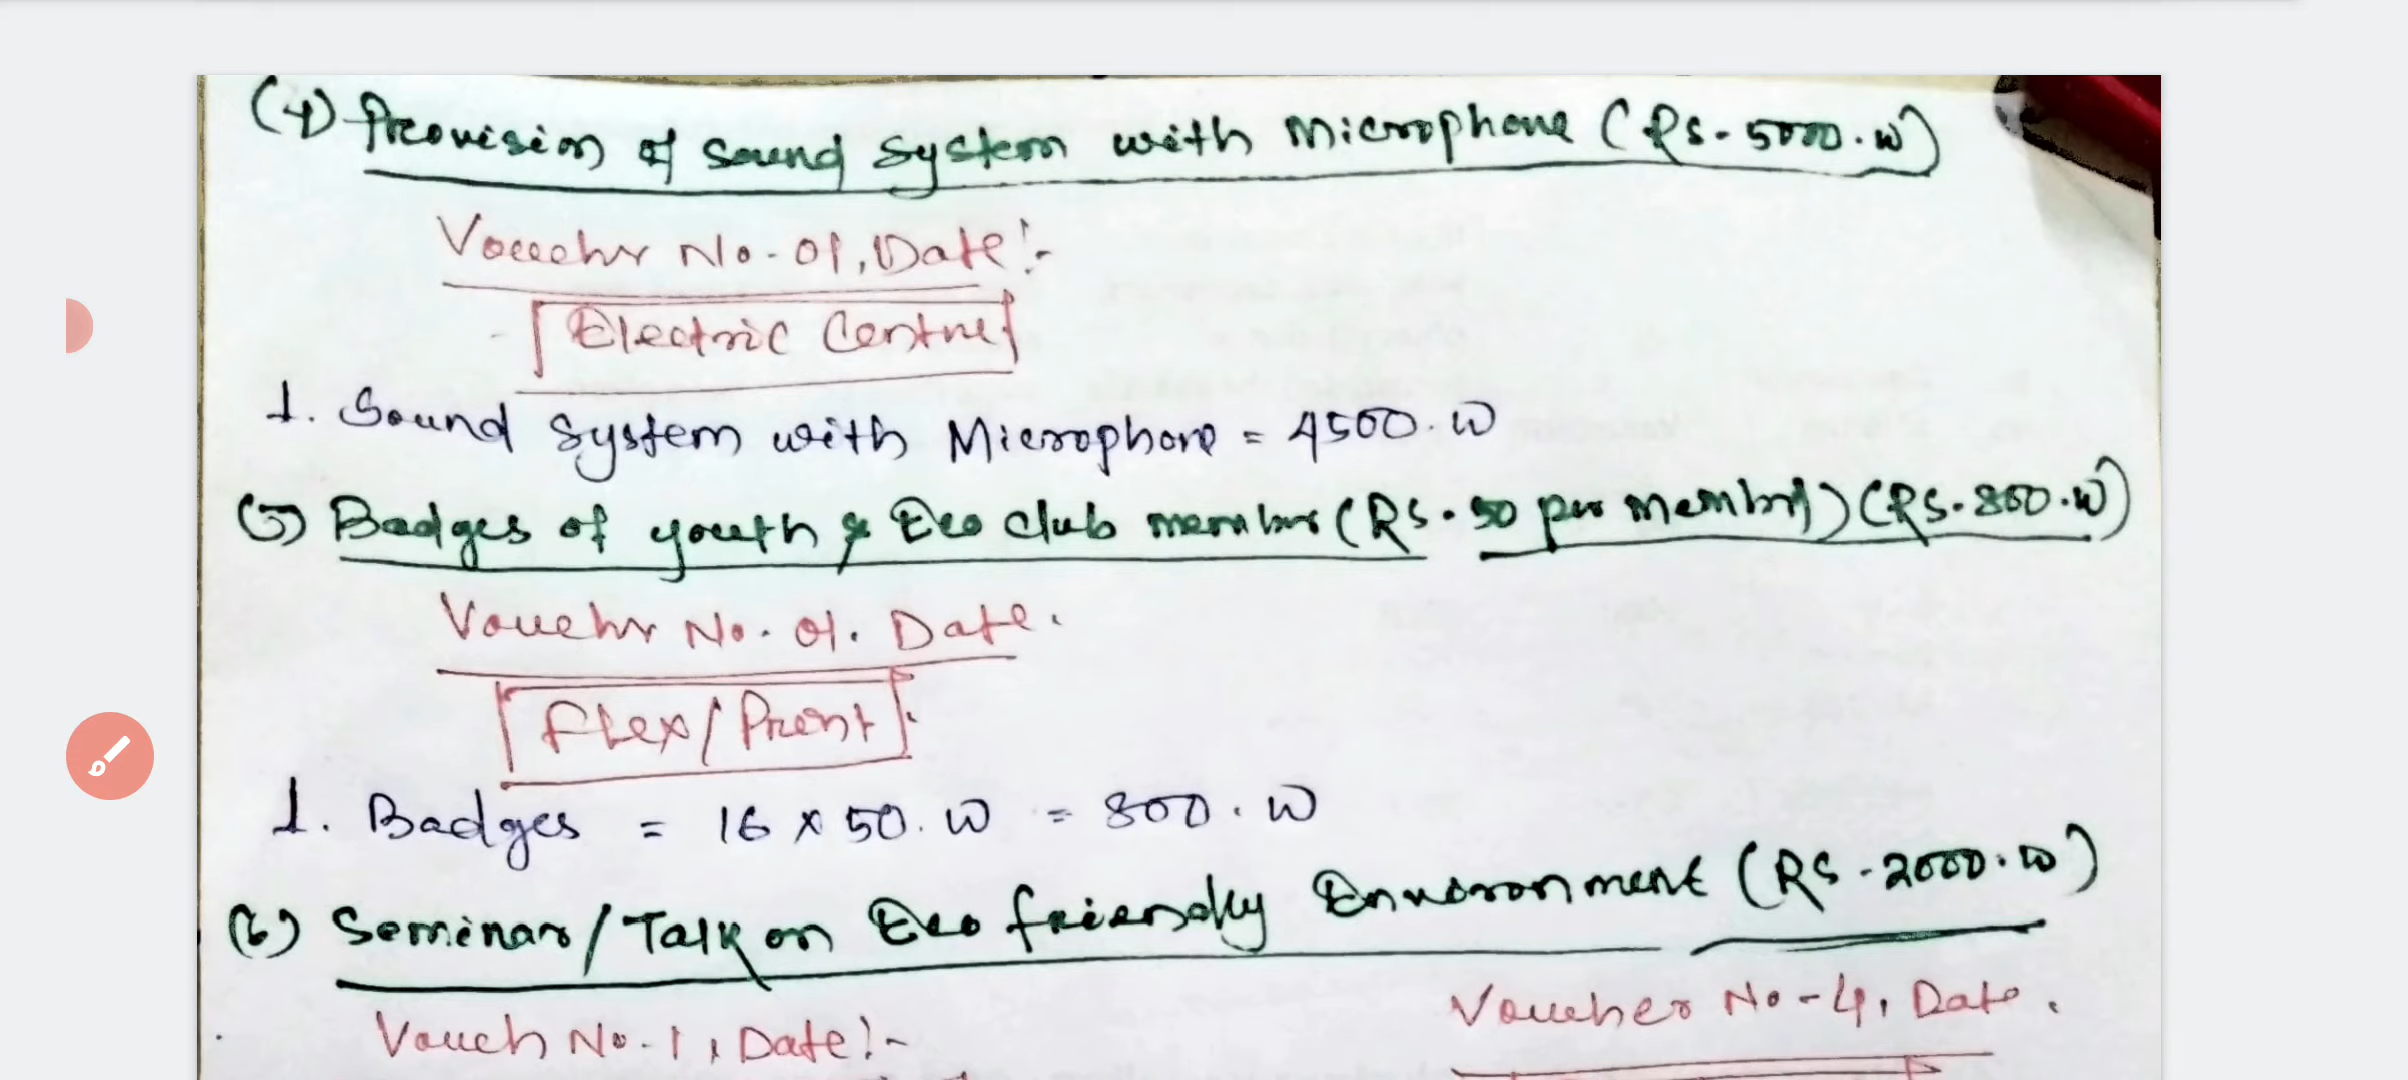 (4) Provision of Sound System with Microphone (Rs. 5000.00)
Voucher No-01, Date:-
Electric Centre
1. Sound System with Microphone = 4500.00
(5) Badges of youth & Eco club member (Rs. 50 per member) (Rs. 800.00)
Voucher No. 01. Date.
Flex/Print
1. Badges = 16 x 50.00 = 800.00
(6) Seminar/Talk on Eco friendly Environment (Rs. 2000.00)
Vouch No. 1, Date:-
Voucher No-4, Date.